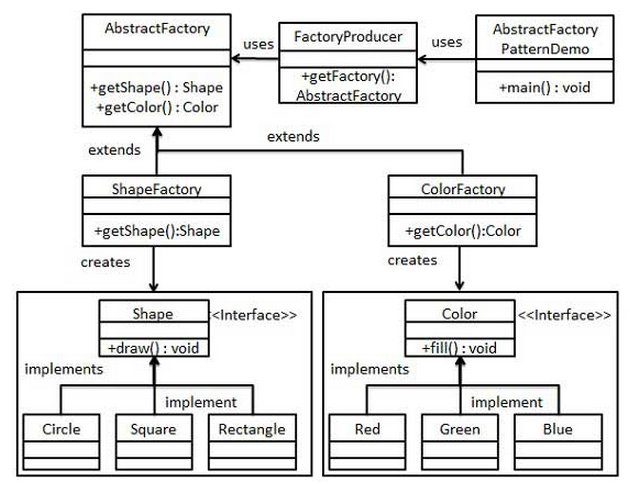 AbstractFactory
+getShape() : Shape
+getColor() : Color
uses
FactoryProducer
+getFactory():
AbstractFactory
uses
AbstractFactory
PatternDemo
+main() : void
extends
extends
ShapeFactory
+getShape():Shape
ColorFactory
+getColor():Color
creates
creates
Shape
<<Interface>>
+draw() : void
implements
implement
Circle
Square
Rectangle
Color
<<Interface>>
+fill() : void
implements
implement
Red
Green
Blue